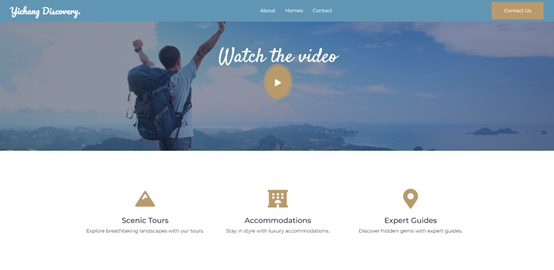 Yichang Discovery.
About
Homes
Contact
Contact Us
Watch the video
Scenic Tours
Accommodations
Expert Guides
Explore breathtaking landscapes with our tours.
Stay in style with luxury accommodations.
Discover hidden gems with expert guides.